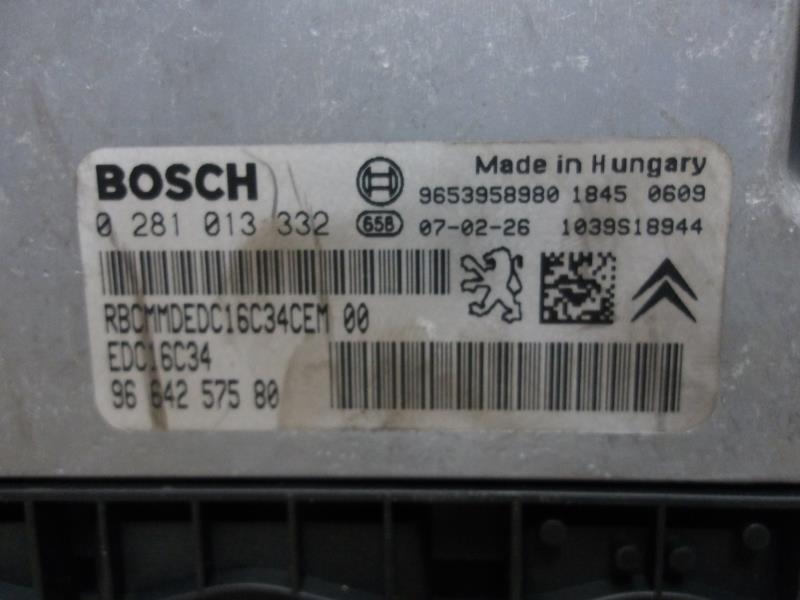 BOSCH
Made in Hungary
9653958980 1845 0609
0 281 013 332
658 07-02-26 1039S18944
RBCMMDEDC16C34CEM 00
EDC16C34
96 642 575 80